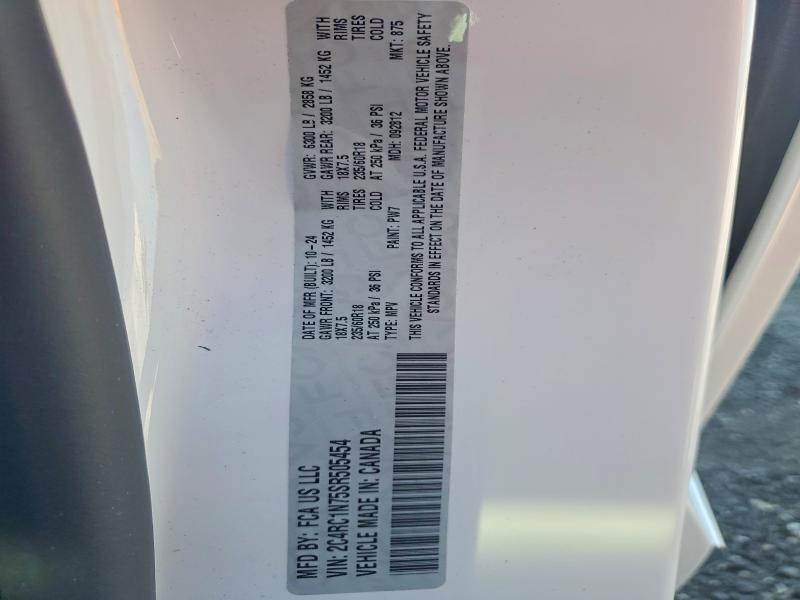 MFD BY: FCA US LLC
VIN: 2C4RC1N75SR505454
VEHICLE MADE IN: CANADA
DATE OF MFR (BUILT): 10-24 GVWR: 6300 LB / 2858 KG
GAWR FRONT: 3200 LB / 1452 KG WITH GAWR REAR: 3200 LB / 1452 KG WITH
18X7.5 RIMS 18X7.5 RIMS
235/60R18 TIRES 235/60R18 TIRES
AT 250 kPa / 36 PSI COLD AT 250 kPa / 36 PSI COLD
TYPE: MPV PAINT: PW7 MDH: 092812 MKT: 875
THIS VEHICLE CONFORMS TO ALL APPLICABLE U.S.A. FEDERAL MOTOR VEHICLE SAFETY
STANDARDS IN EFFECT ON THE DATE OF MANUFACTURE SHOWN ABOVE.